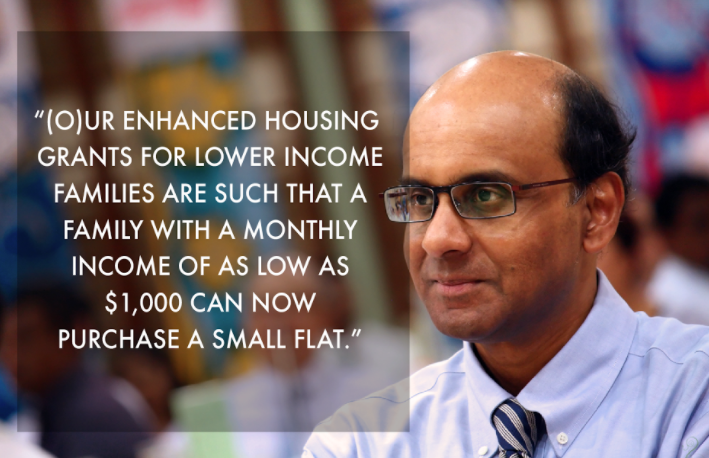 “(O)UR ENHANCED HOUSING
GRANTS FOR LOWER INCOME
FAMILIES ARE SUCH THAT A
FAMILY WITH A MONTHLY
INCOME OF AS LOW AS
$1,000 CAN NOW
PURCHASE A SMALL FLAT.”